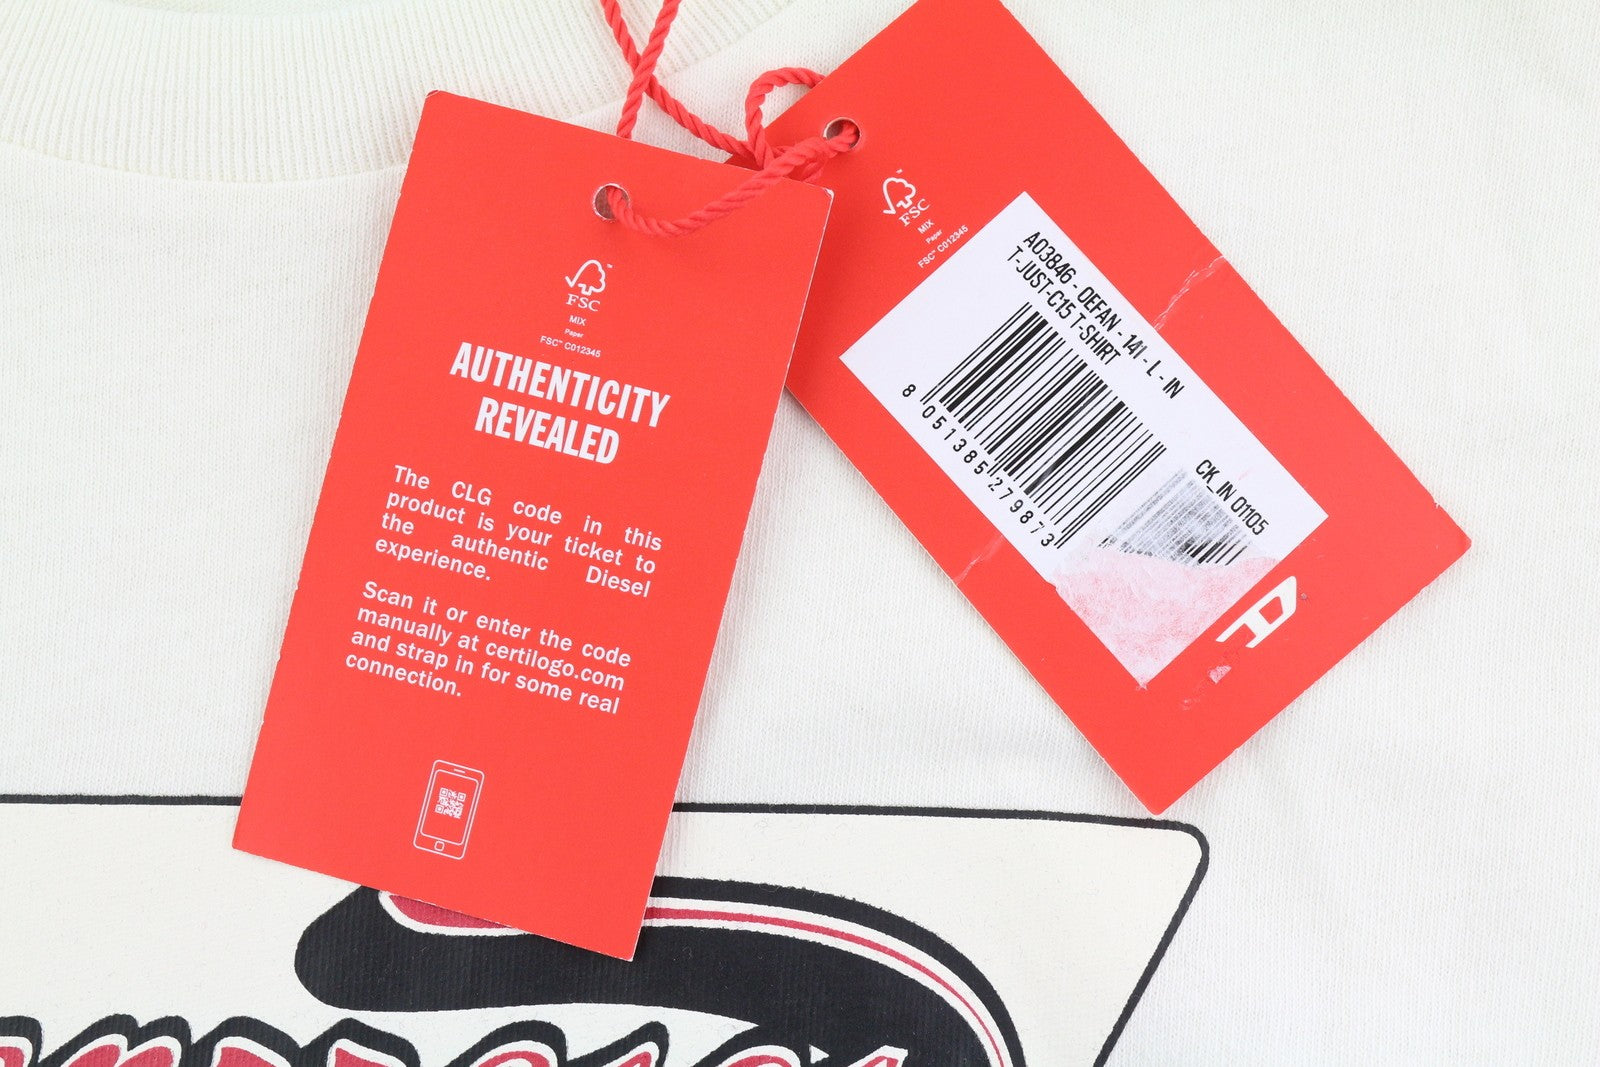 FSC™
MIX
Paper
FSC™ C012345
AUTHENTICITY
REVEALED
The CLG code in this
product is your ticket to
the authentic Diesel
experience.
Scan it or enter the code
manually at certilogo.com
and strap in for some real
connection.
FSC™
MIX
Paper
FSC™ C012345
A03846 - 0EFAN - 141 - L - IN
T-JUST-C15 T-SHIRT
8 051385 279873
CK_IN 01105
D